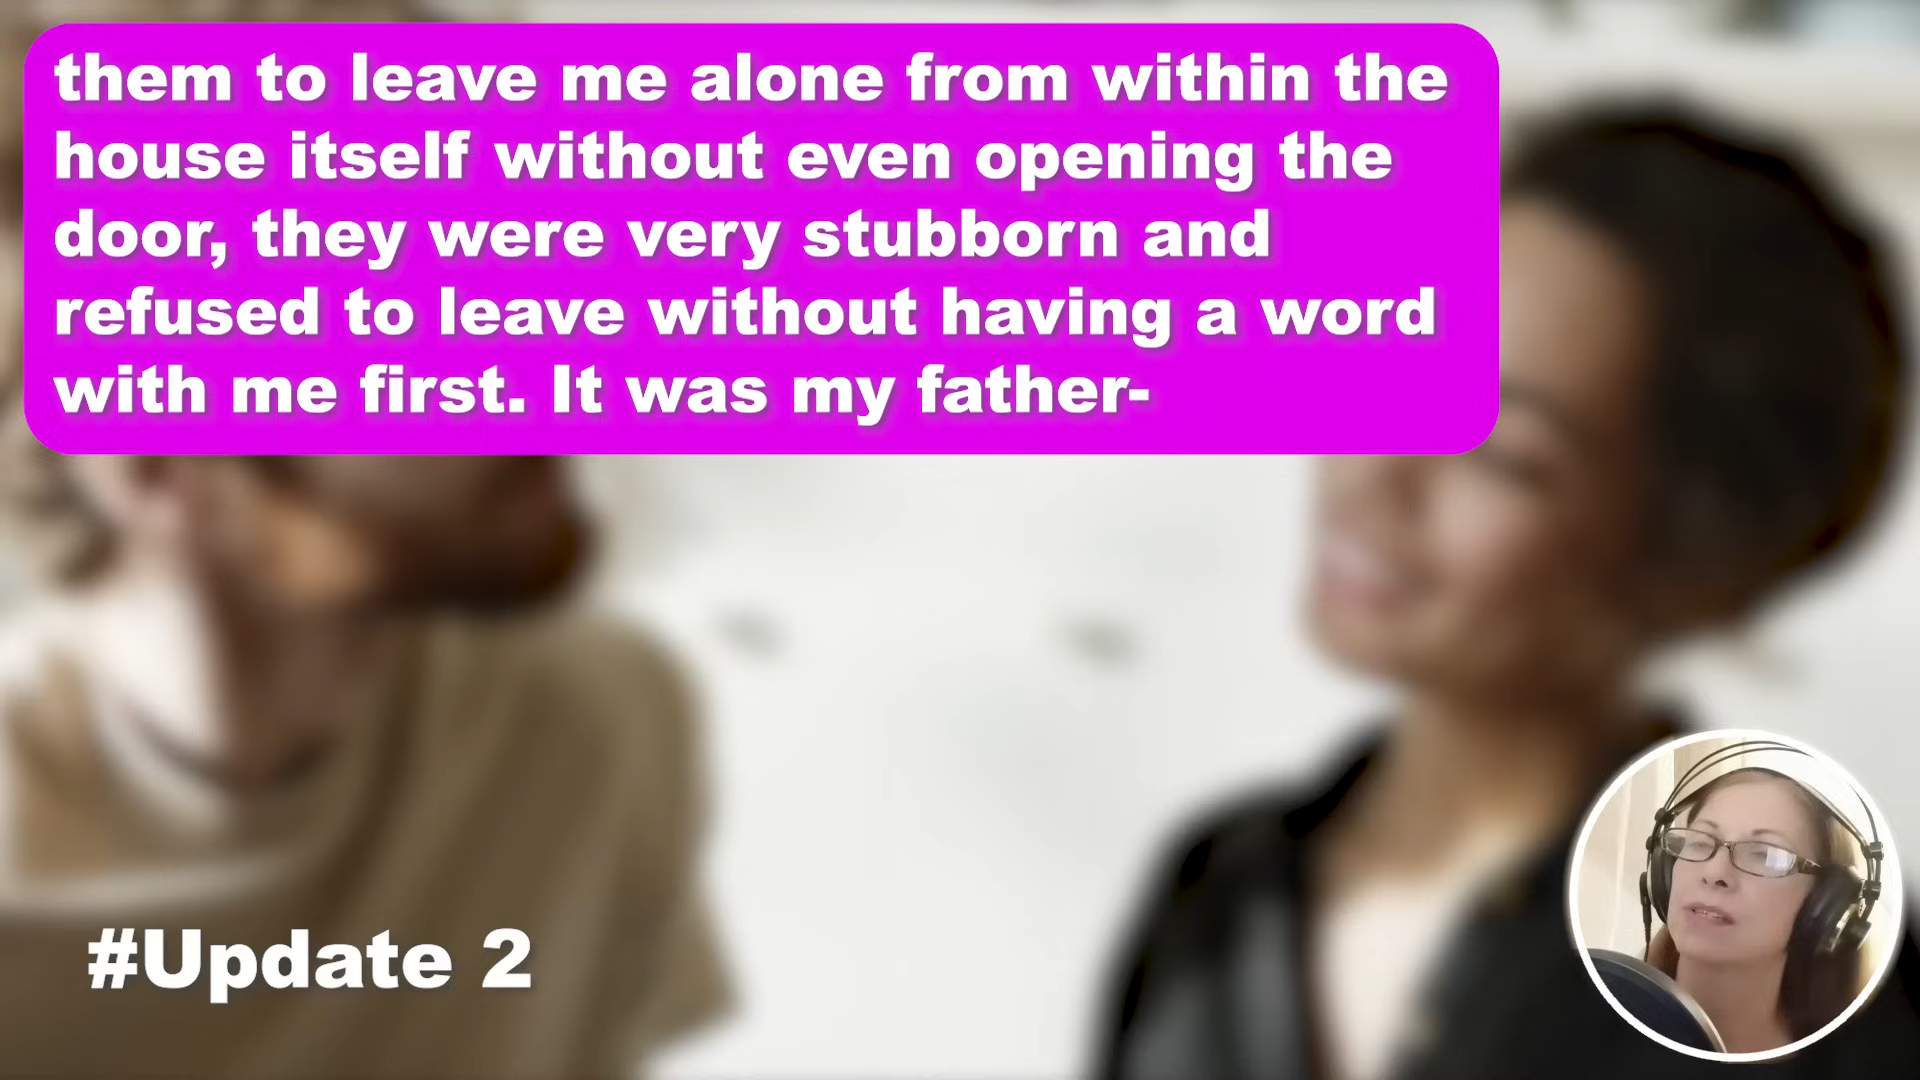 them to leave me alone from within the
house itself without even opening the
door, they were very stubborn and
refused to leave without having a word
with me first. It was my father-
#Update 2